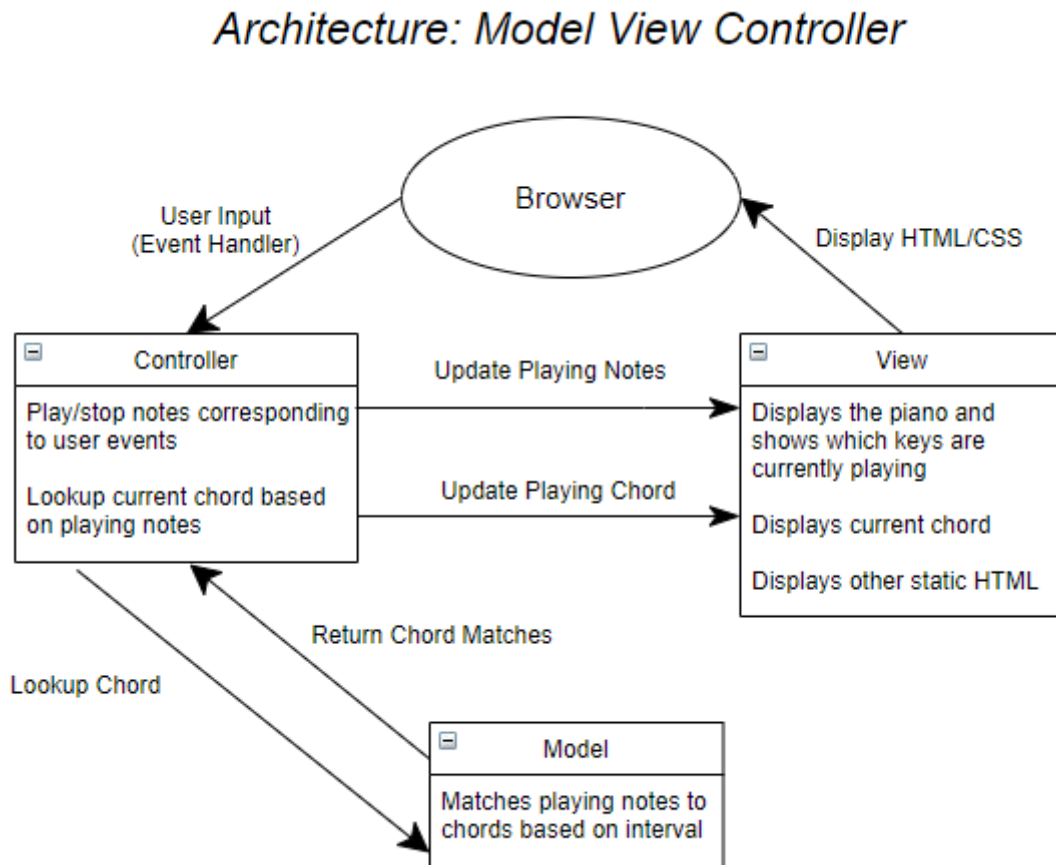 Architecture: Model View Controller
Browser
User Input
(Event Handler)
Display HTML/CSS
Controller
Play/stop notes corresponding
to user events
Lookup current chord based
on playing notes
Update Playing Notes
Update Playing Chord
View
Displays the piano and
shows which keys are
currently playing
Displays current chord
Displays other static HTML
Return Chord Matches
Lookup Chord
Model
Matches playing notes to
chords based on interval